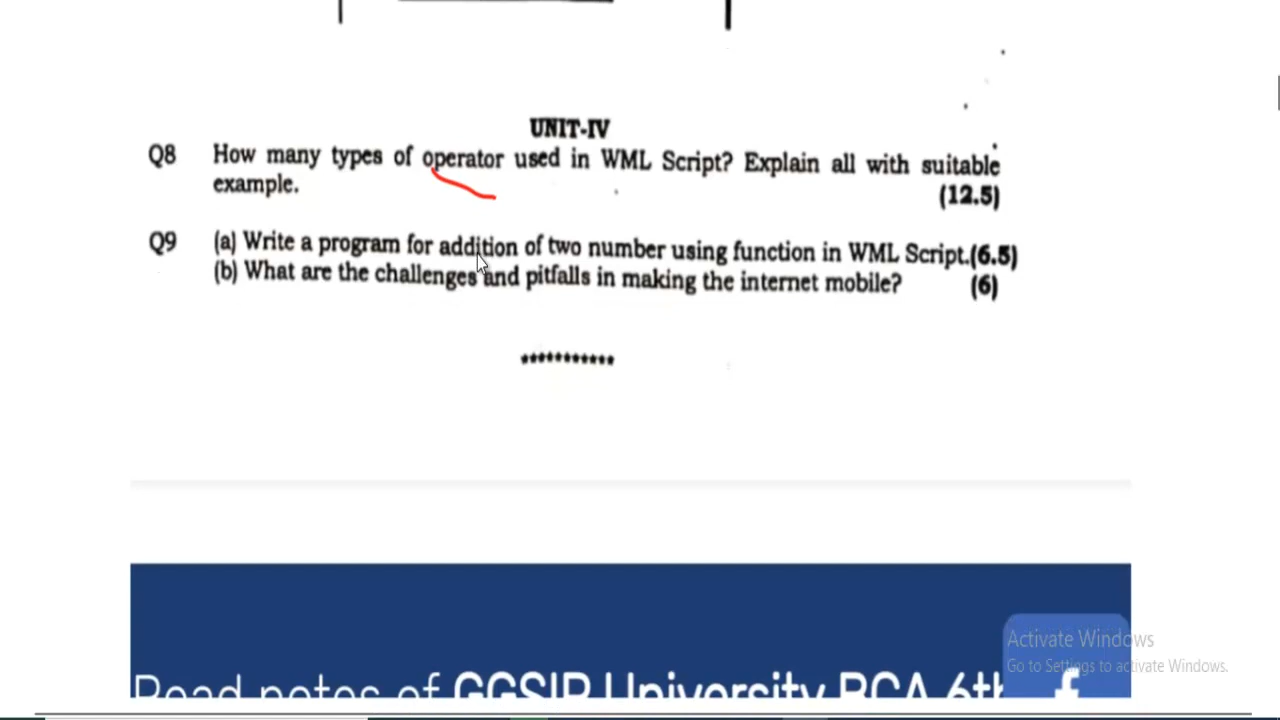 UNIT-IV
Q8 How many types of operator used in WML Script? Explain all with suitable
example. (12.5)
Q9 (a) Write a program for addition of two number using function in WML Script.(6.5)
(b) What are the challenges and pitfalls in making the internet mobile? (6)
***********
Activate Windows
Go to Settings to activate Windows.
Read notes of GGSIP University BCA 6th
f